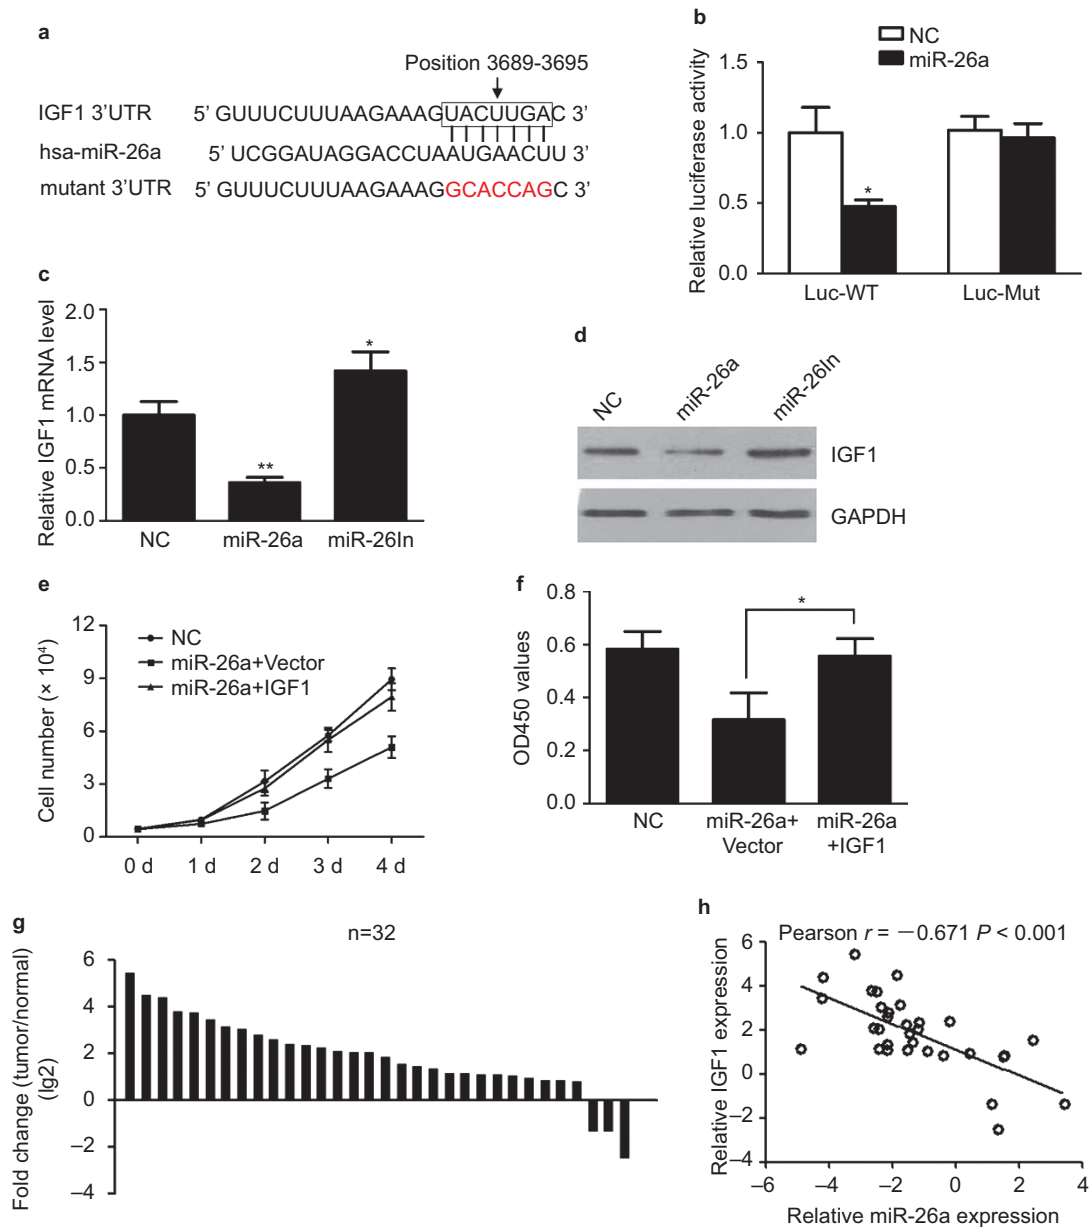 a
Position 3689-3695
IGF1 3’UTR 5’ GUUUCUUUAAGAAAGUACUUGAC 3’
hsa-miR-26a 5’ UCGGAUAGGACCUAAUGAACUU 3’
mutant 3’UTR 5’ GUUUCUUUAAGAAAGGCACCAGC 3’
b
NC
miR-26a
Relative luciferase activity
1.5
1.0
0.5
0.0
*
Luc-WT Luc-Mut
c
Relative IGF1 mRNA level
2.0
1.5
1.0
0.5
0.0
**
*
NC miR-26a miR-26In
d
NC miR-26a miR-26In
IGF1
GAPDH
e
Cell number (× 10⁴)
12
9
6
3
0
NC
miR-26a+Vector
miR-26a+IGF1
0 d 1 d 2 d 3 d 4 d
f
OD450 values
0.8
0.6
0.4
0.2
0.0
*
NC miR-26a+ miR-26a
Vector +IGF1
g
n=32
Fold change (tumor/normal)
(lg2)
6
4
2
0
–2
–4
h
Pearson r = —0.671 P < 0.001
Relative IGF1 expression
6
4
2
0
–2
–4
–6 –4 –2 0 2 4
Relative miR-26a expression